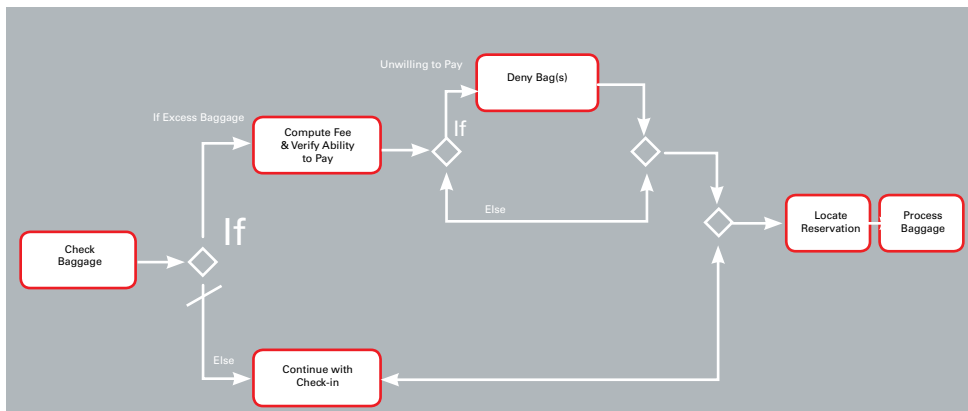 Unwilling to Pay
Deny Bag(s)
If Excess Baggage
Compute Fee
& Verify Ability
to Pay
If
Else
If
Check
Baggage
Locate
Reservation
Process
Baggage
Else
Continue with
Check-in